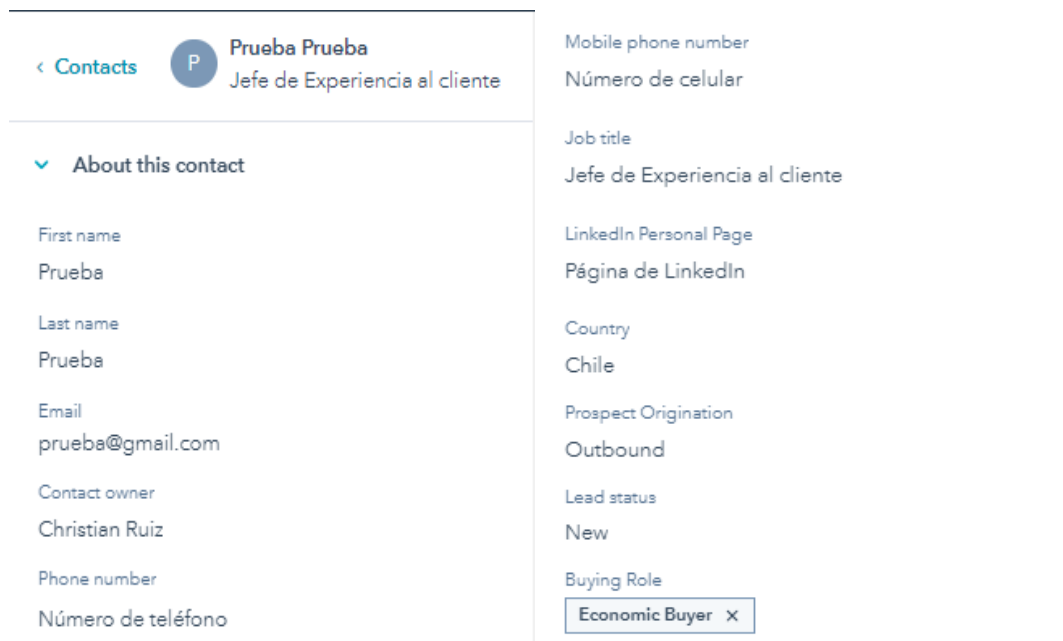 Contacts
P
Prueba Prueba
Jefe de Experiencia al cliente
About this contact
First name
Prueba
Last name
Prueba
Email
prueba@gmail.com
Contact owner
Christian Ruiz
Phone number
Número de teléfono
Mobile phone number
Número de celular
Job title
Jefe de Experiencia al cliente
LinkedIn Personal Page
Página de LinkedIn
Country
Chile
Prospect Origination
Outbound
Lead status
New
Buying Role
Economic Buyer